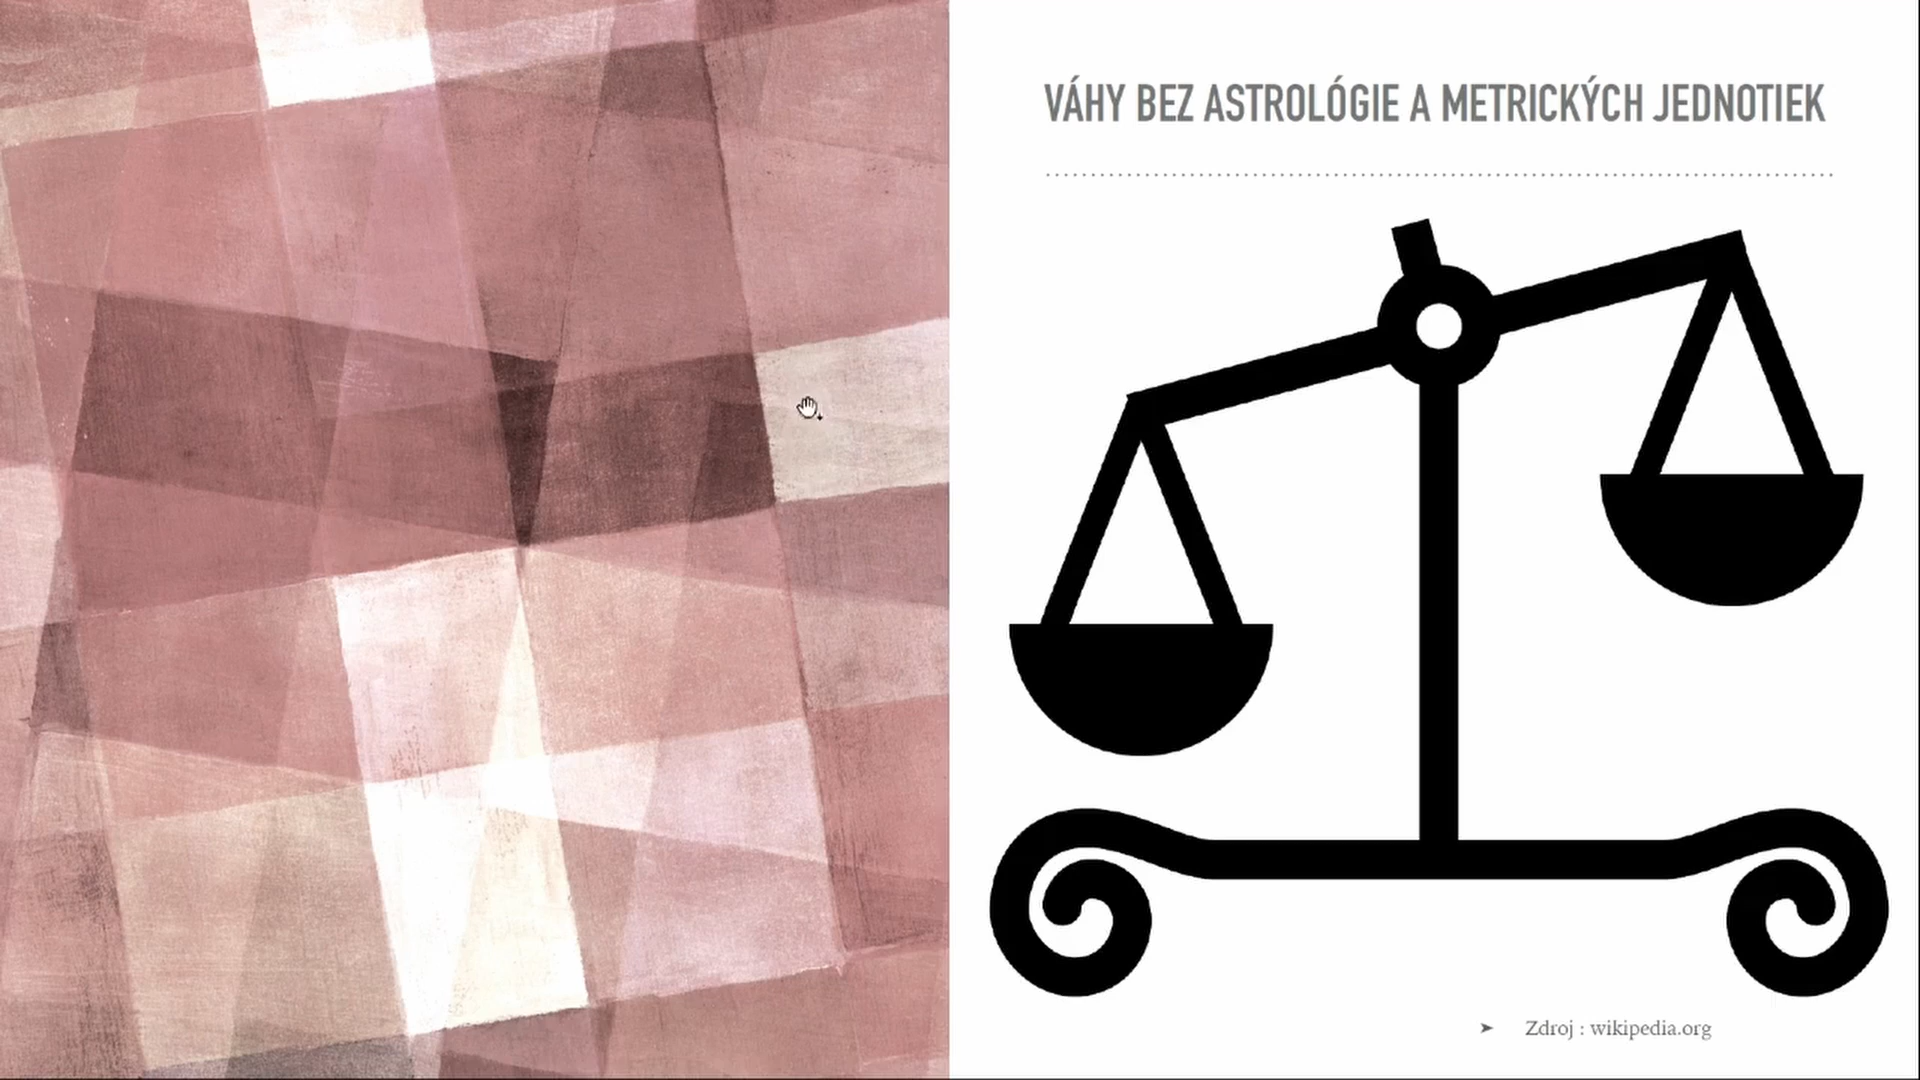 VÁHY BEZ ASTROLÓGIE A METRICKÝCH JEDNOTIEK
➤ Zdroj : wikipedia.org